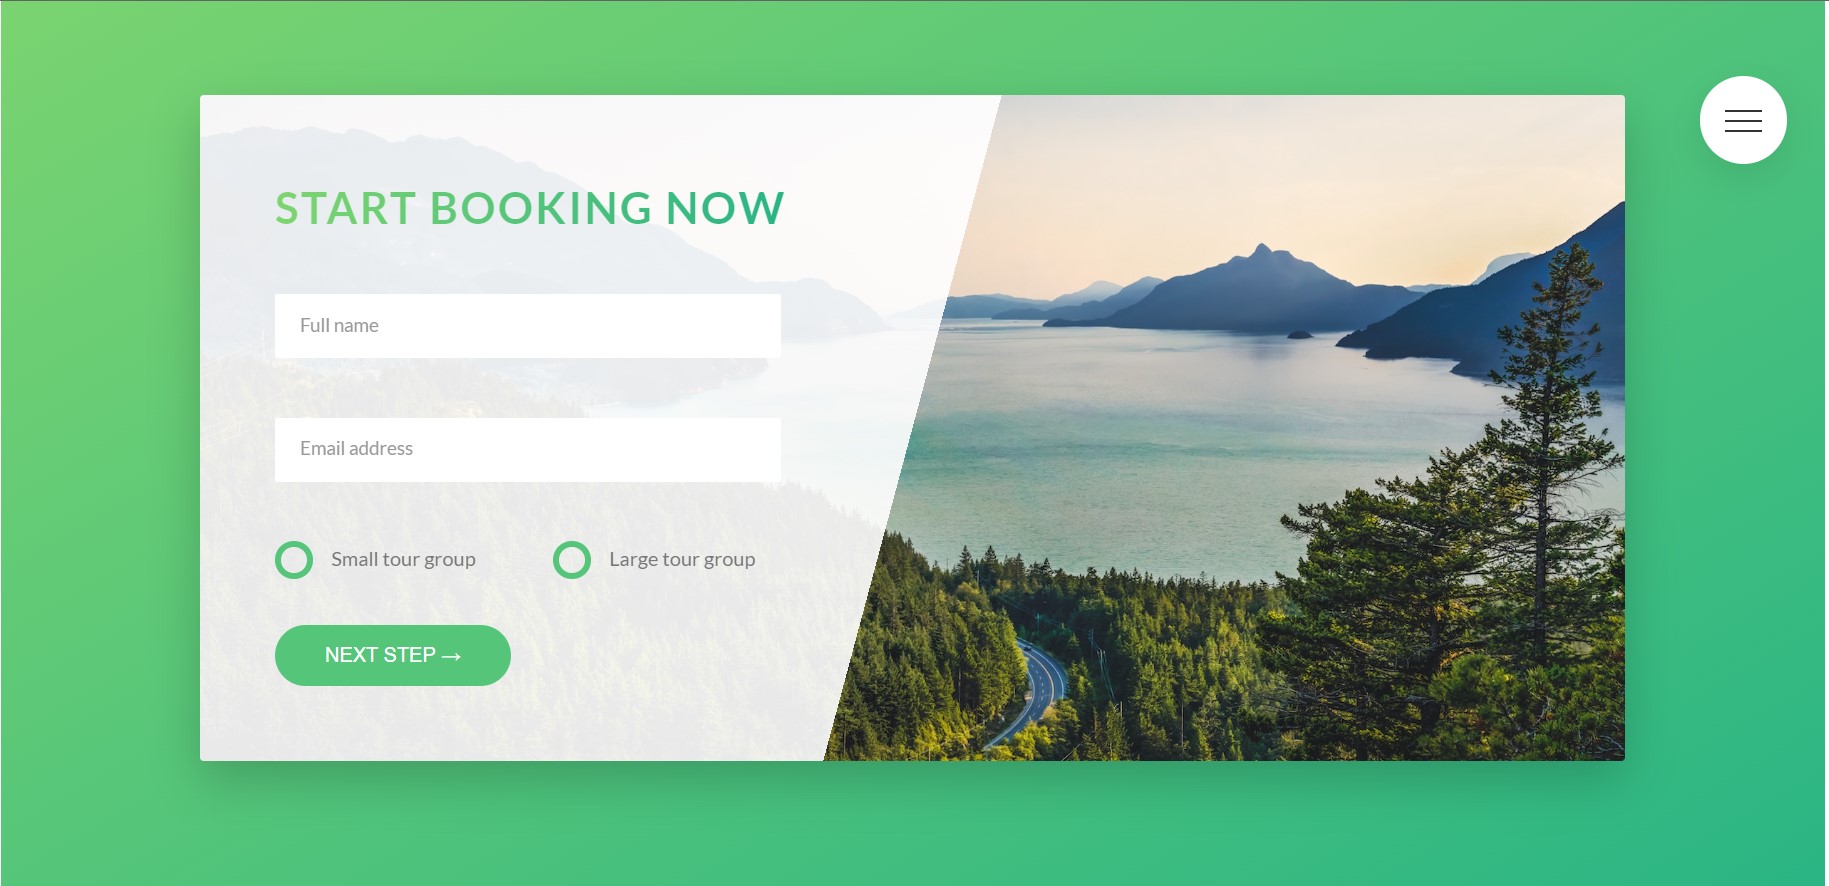 START BOOKING NOW
Full name
Email address
Small tour group
Large tour group
NEXT STEP →